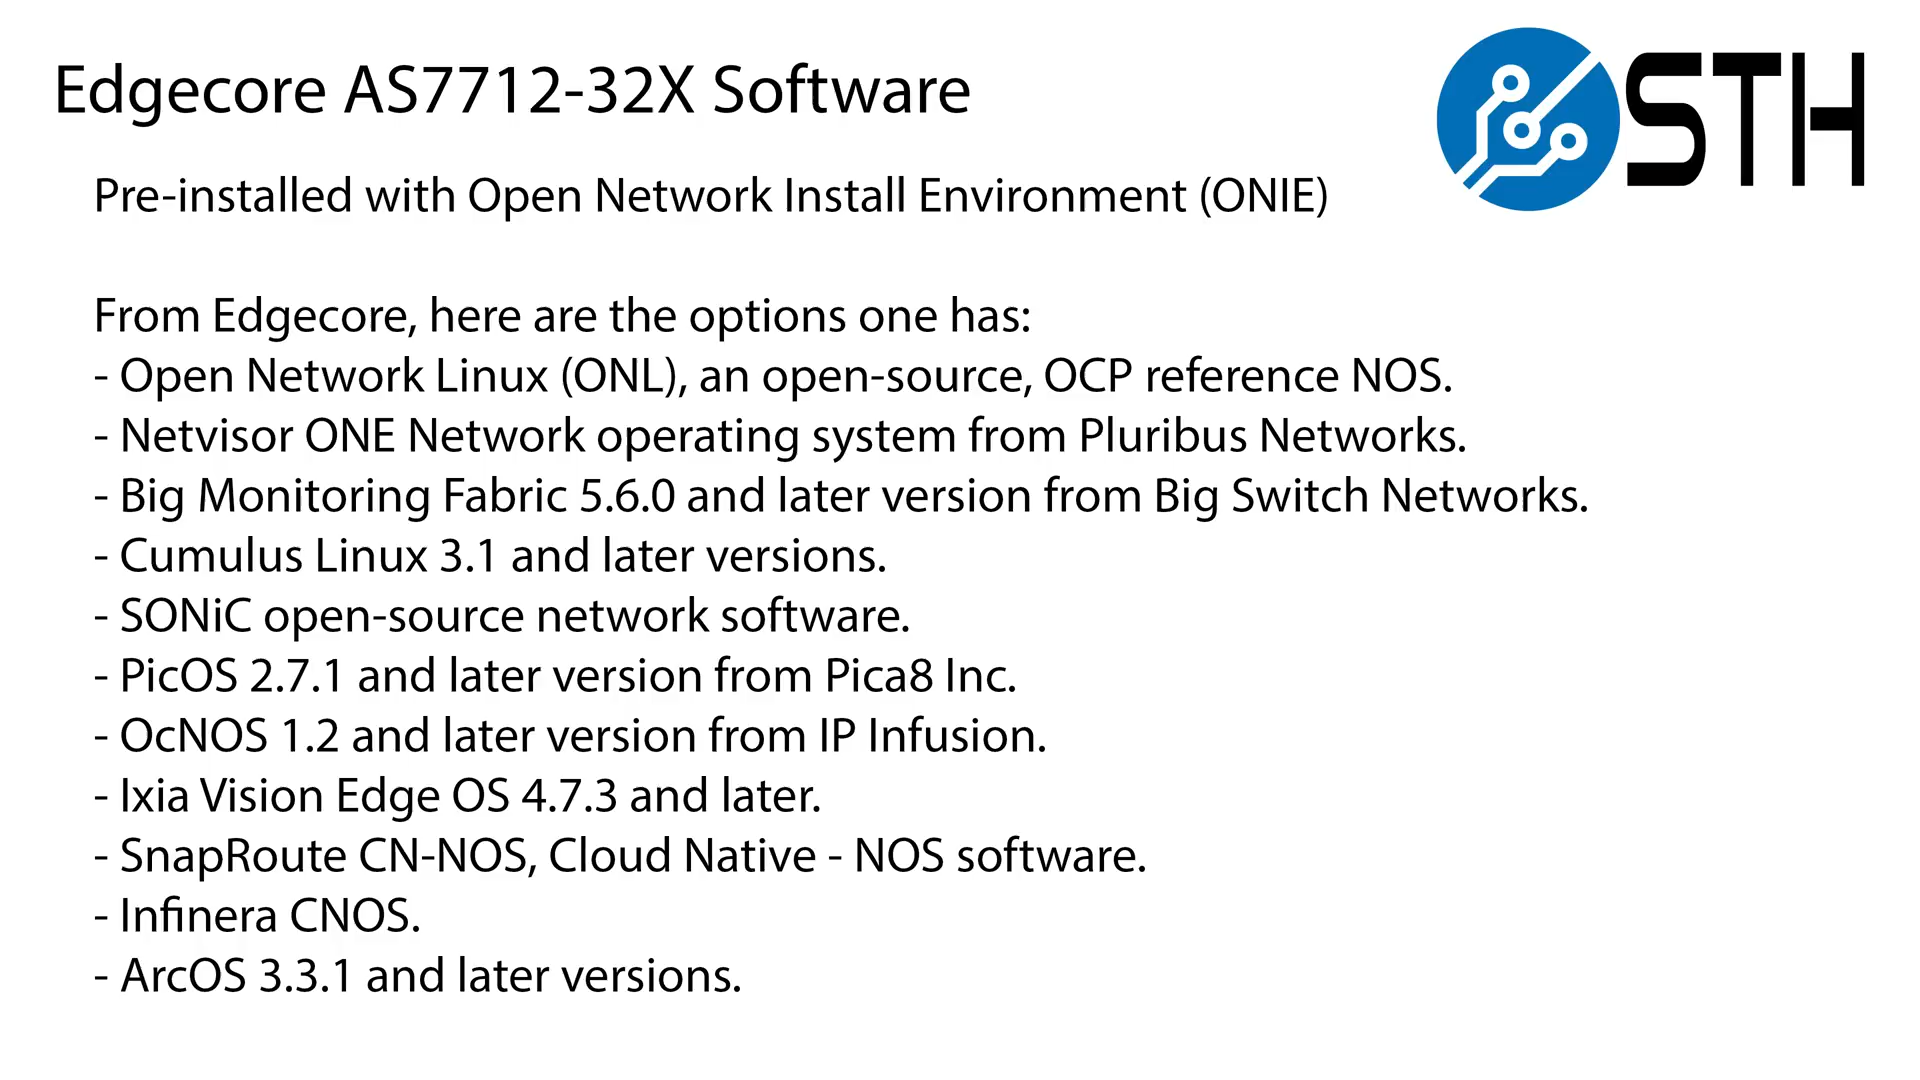 Edgecore AS7712-32X Software
STH
Pre-installed with Open Network Install Environment (ONIE)
From Edgecore, here are the options one has:
- Open Network Linux (ONL), an open-source, OCP reference NOS.
- Netvisor ONE Network operating system from Pluribus Networks.
- Big Monitoring Fabric 5.6.0 and later version from Big Switch Networks.
- Cumulus Linux 3.1 and later versions.
- SONiC open-source network software.
- PicOS 2.7.1 and later version from Pica8 Inc.
- OcNOS 1.2 and later version from IP Infusion.
- Ixia Vision Edge OS 4.7.3 and later.
- SnapRoute CN-NOS, Cloud Native - NOS software.
- Infinera CNOS.
- ArcOS 3.3.1 and later versions.